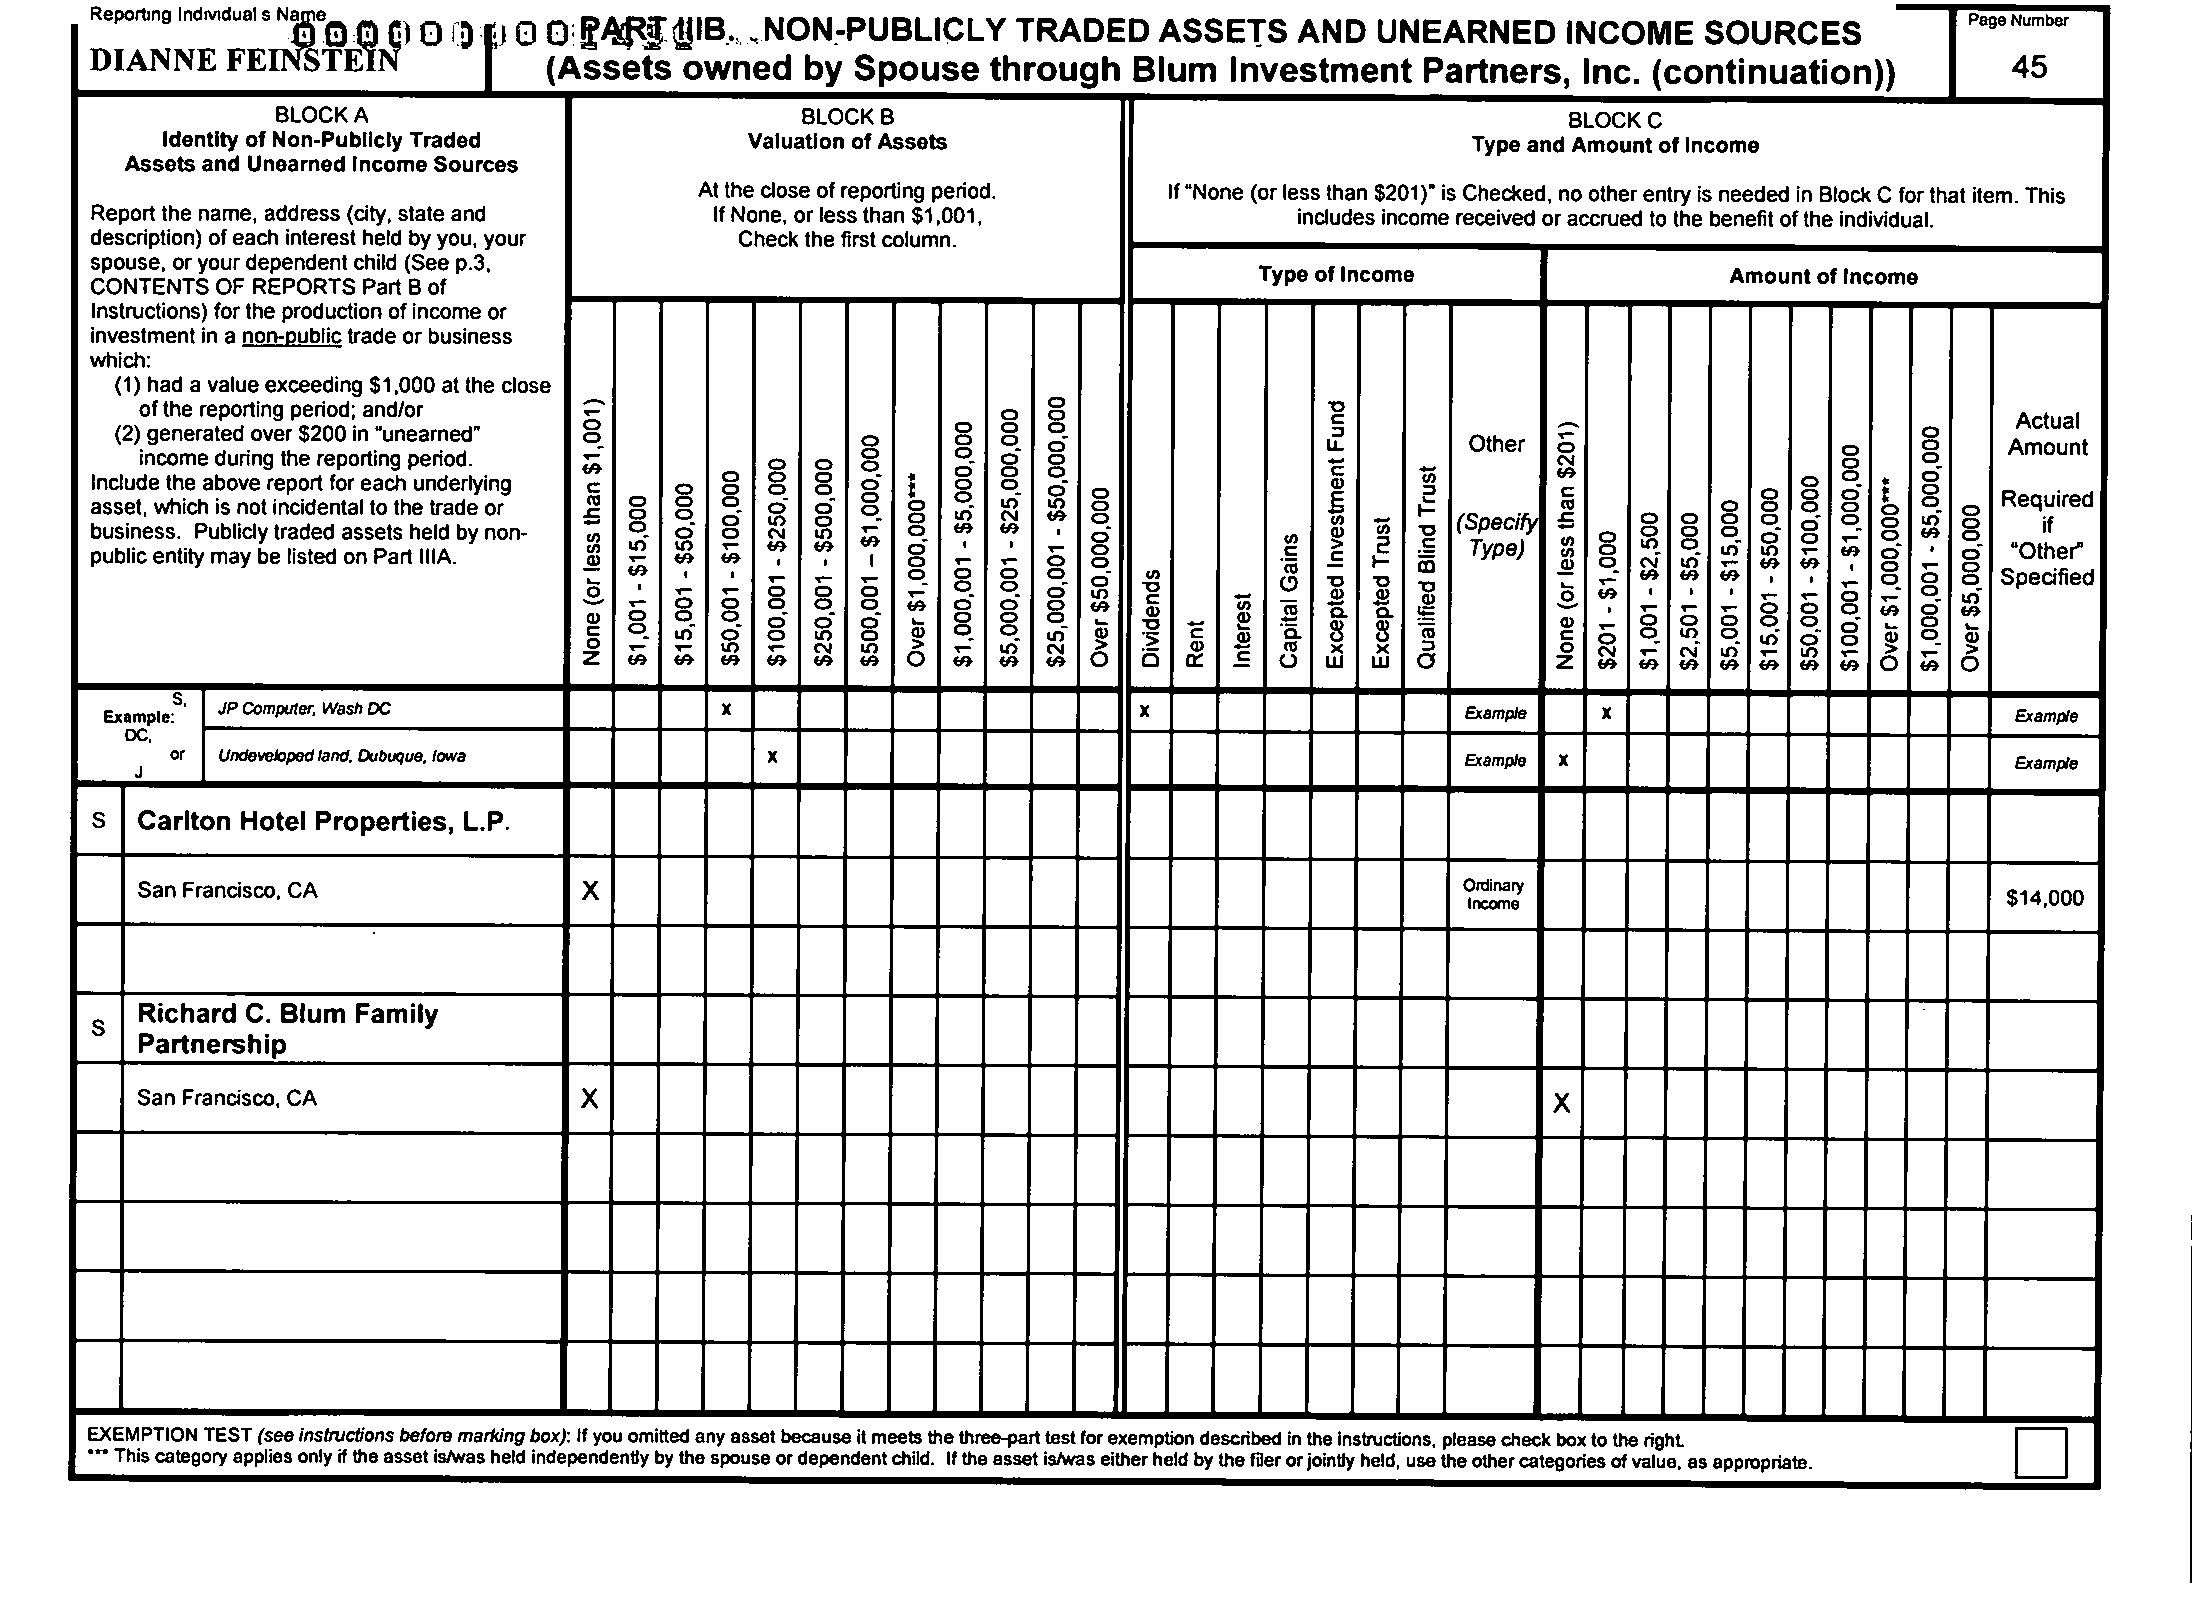 Reporting Individual s Name
DIANNE FEINSTEIN
PART IIIB. NON-PUBLICLY TRADED ASSETS AND UNEARNED INCOME SOURCES
(Assets owned by Spouse through Blum Investment Partners, Inc. (continuation))
Page Number
45
BLOCK A
Identity of Non-Publicly Traded
Assets and Unearned Income Sources
Report the name, address (city, state and
description) of each interest held by you, your
spouse, or your dependent child (See p.3,
CONTENTS OF REPORTS Part B of
Instructions) for the production of income or
investment in a non-public trade or business
which:
(1) had a value exceeding $1,000 at the close
of the reporting period; and/or
(2) generated over $200 in "unearned"
income during the reporting period.
Include the above report for each underlying
asset, which is not incidental to the trade or
business. Publicly traded assets held by non-
public entity may be listed on Part IIIA.
BLOCK B
Valuation of Assets
At the close of reporting period.
If None, or less than $1,001,
Check the first column.
None (or less than $1,001)
$1,001 - $15,000
$15,001 - $50,000
$50,001 - $100,000
$100,001 - $250,000
$250,001 - $500,000
$500,001 - $1,000,000
Over $1,000,000***
$1,000,001 - $5,000,000
$5,000,001 - $25,000,000
$25,000,001 - $50,000,000
Over $50,000,000
BLOCK C
Type and Amount of Income
If "None (or less than $201)" is Checked, no other entry is needed in Block C for that item. This
includes income received or accrued to the benefit of the individual.
Type of Income
Dividends
Rent
Interest
Capital Gains
Excepted Investment Fund
Excepted Trust
Qualified Blind Trust
Other
(Specify
Type)
Amount of Income
None (or less than $201)
$201 - $1,000
$1,001 - $2,500
$2,501 - $5,000
$5,001 - $15,000
$15,001 - $50,000
$50,001 - $100,000
$100,001 - $1,000,000
Over $1,000,000***
$1,000,001 - $5,000,000
Over $5,000,000
Actual
Amount
Required
if
"Other"
Specified
S,
Example:
DC,
or
J
JP Computer, Wash DC X X Example X Example
Undeveloped land, Dubuque, Iowa X Example X Example
S Carlton Hotel Properties, L.P.
San Francisco, CA X Ordinary Income $14,000
S Richard C. Blum Family
Partnership
San Francisco, CA X X
EXEMPTION TEST (see instructions before marking box): If you omitted any asset because it meets the three-part test for exemption described in the instructions, please check box to the right.
*** This category applies only if the asset is/was held independently by the spouse or dependent child. If the asset is/was either held by the filer or jointly held, use the other categories of value, as appropriate.